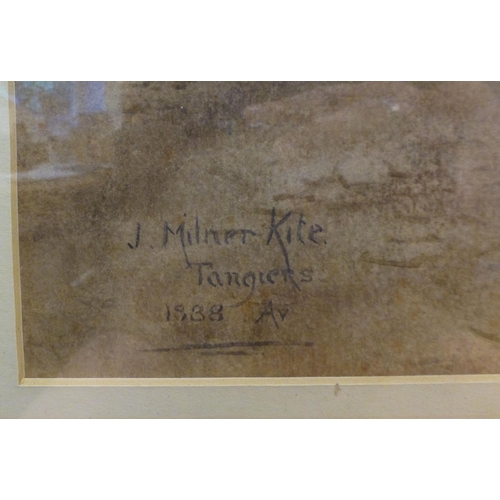 J. Milner-Kite.
Tangiers.
1888 Av